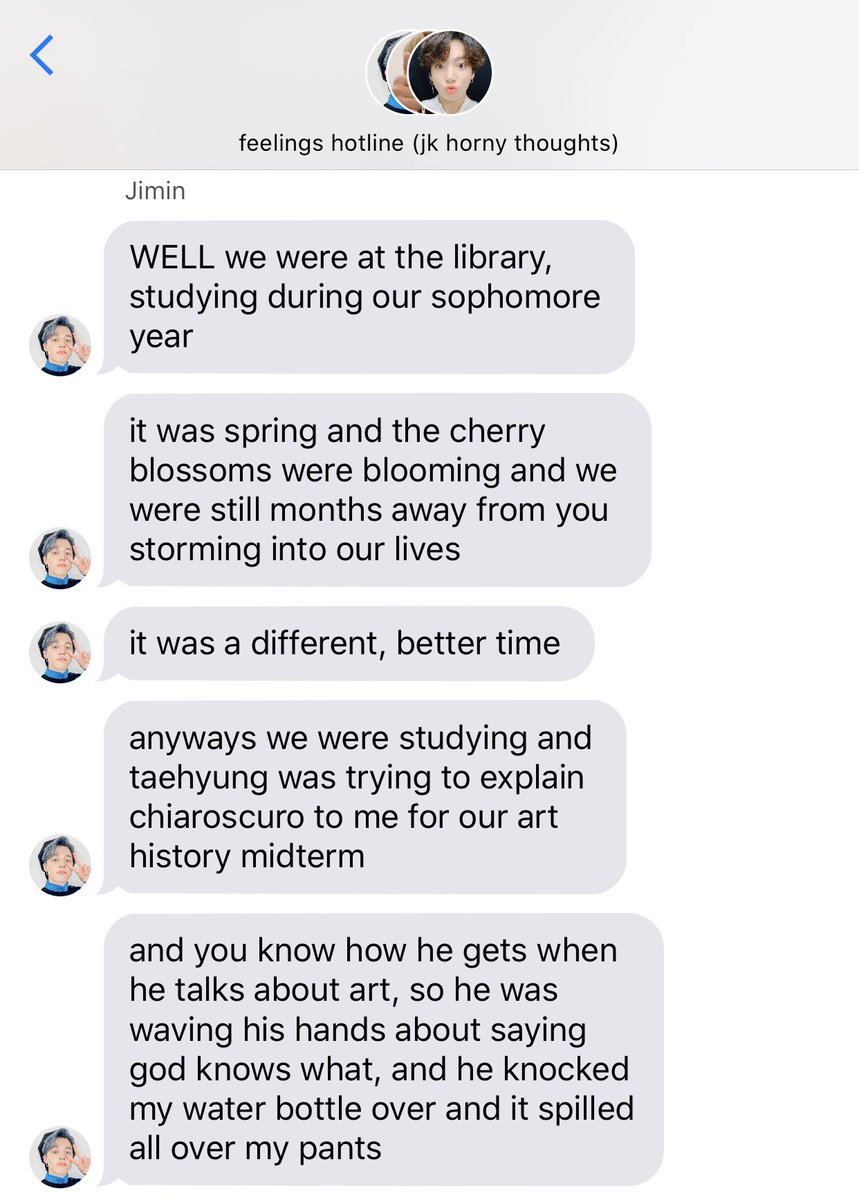 feelings hotline (jk horny thoughts)
Jimin
WELL we were at the library,
studying during our sophomore
year
it was spring and the cherry
blossoms were blooming and we
were still months away from you
storming into our lives
it was a different, better time
anyways we were studying and
taehyung was trying to explain
chiaroscuro to me for our art
history midterm
and you know how he gets when
he talks about art, so he was
waving his hands about saying
god knows what, and he knocked
my water bottle over and it spilled
all over my pants